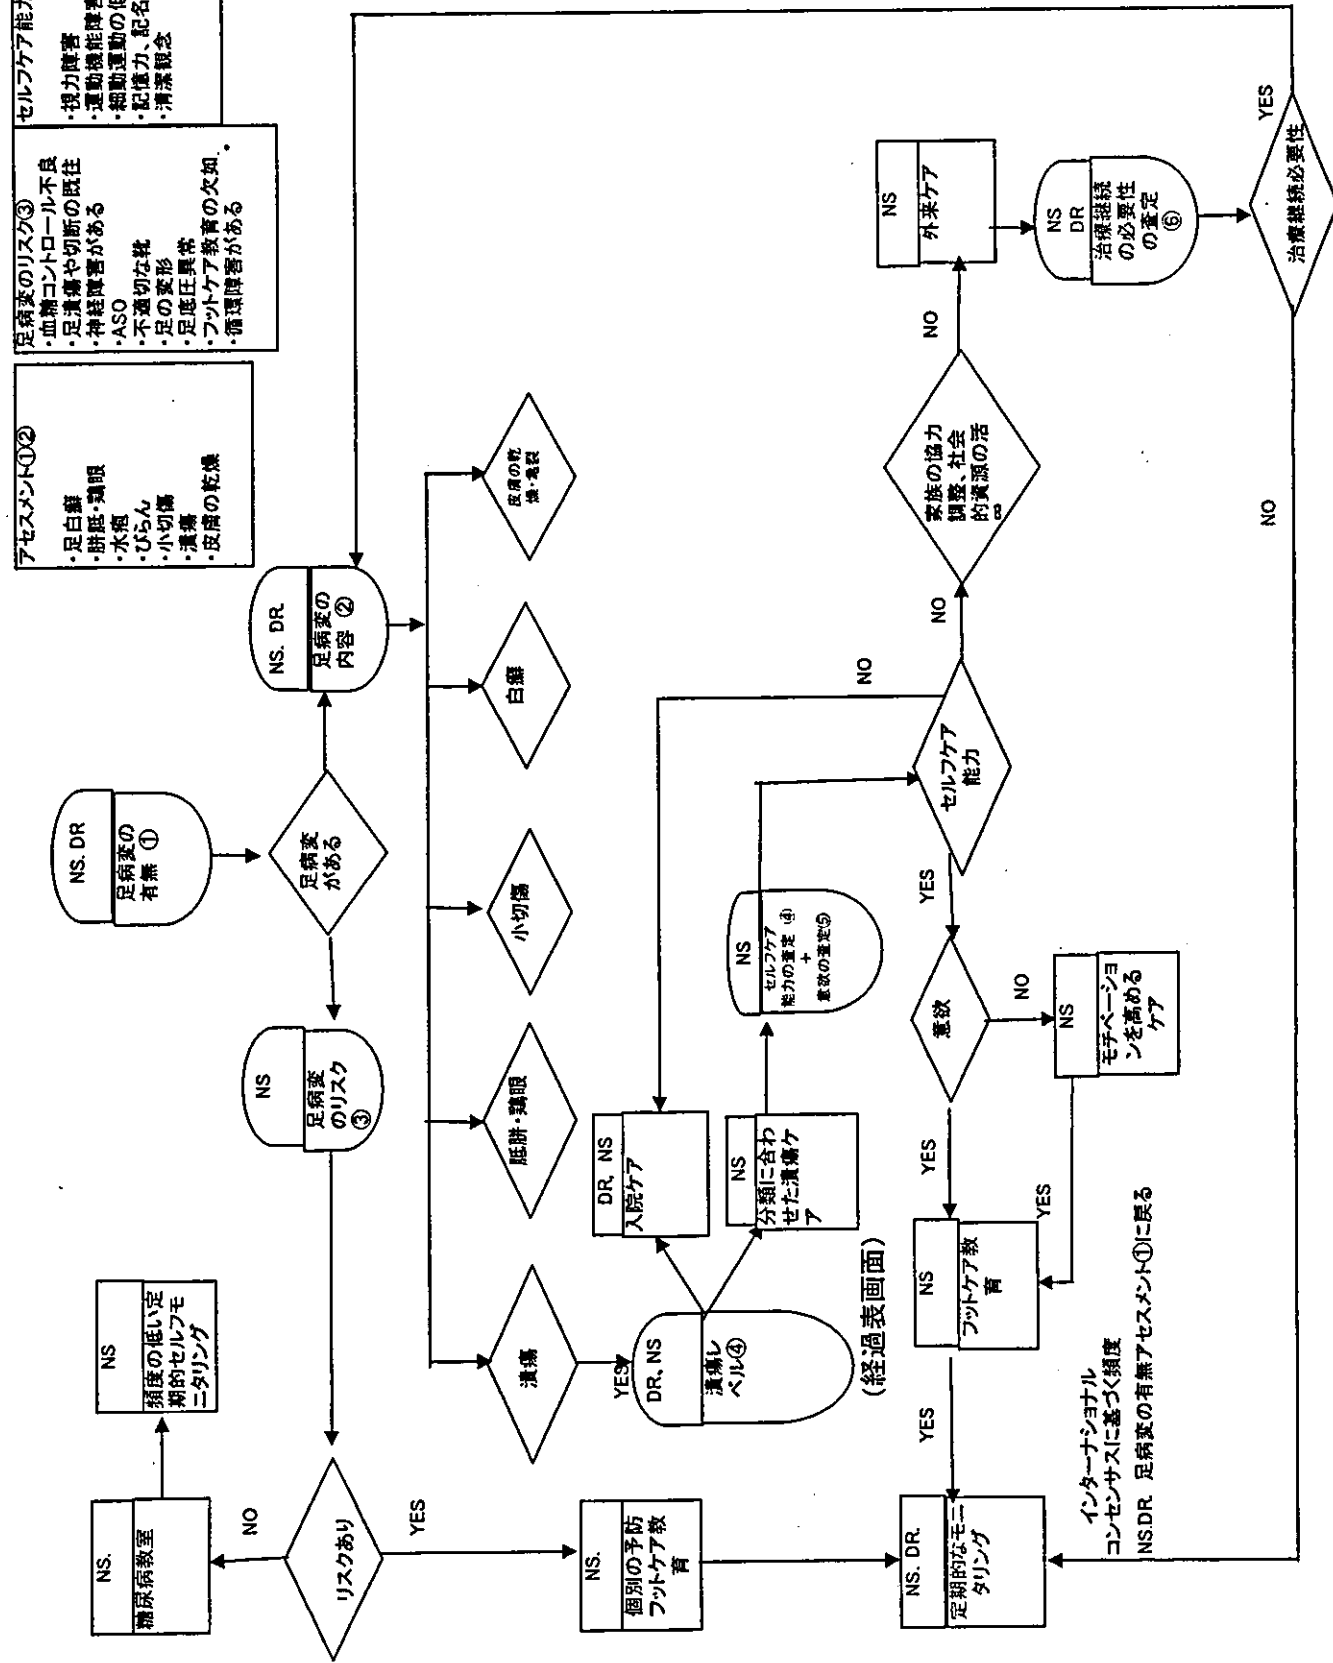 アセスメント①②
・足白癬
・胼胝・鶏眼
・水疱
・びらん
・小切傷
・潰瘍
・皮膚の乾燥
足病変のリスク③
・血糖コントロール不良
・足潰瘍や切断の既往
・神経障害がある
・ASO
・不適切な靴
・足の変形
・足底圧異常
・フットケア教育の欠如
・循環障害がある
セルフケア能力
・視力障害
・運動機能障害
・細動運動の低
・記憶力、記名
・清潔観念
NS. DR
足病変の
有無 ①
足病変
がある
NS. DR.
足病変の
内容 ②
NS
足病変
のリスク
③
リスクあり
NO
YES
NS.
糖尿病教室
NS
頻度の低い定
期的セルフモ
ニタリング
NS.
個別の予防
フットケア教
育
潰瘍
胝胼・鶏眼
小切傷
白癬
皮膚の乾
燥・亀裂
YES
DR, NS
潰瘍レ
ベル④
(経過表画面)
DR, NS
入院ケア
NS
分類に合わ
せた潰瘍ケ
ア
NS
セルフケア
能力の査定 ④
+
意欲の査定⑤
セルフケア
能力
NO
NO
YES
家族の協力
調整、社会
的資源の活
NO
NS
外来ケア
NS
DR
治療継続
の必要性
の査定
⑥
治療継続必要性
YES
NO
意欲
NO
YES
NS
モチベーショ
ンを高める
ケア
YES
NS
フットケア教
育
YES
NS. DR.
定期的なモニ
タリング
インターナショナル
コンセンサスに基づく頻度
NS.DR. 足病変の有無アセスメント①に戻る